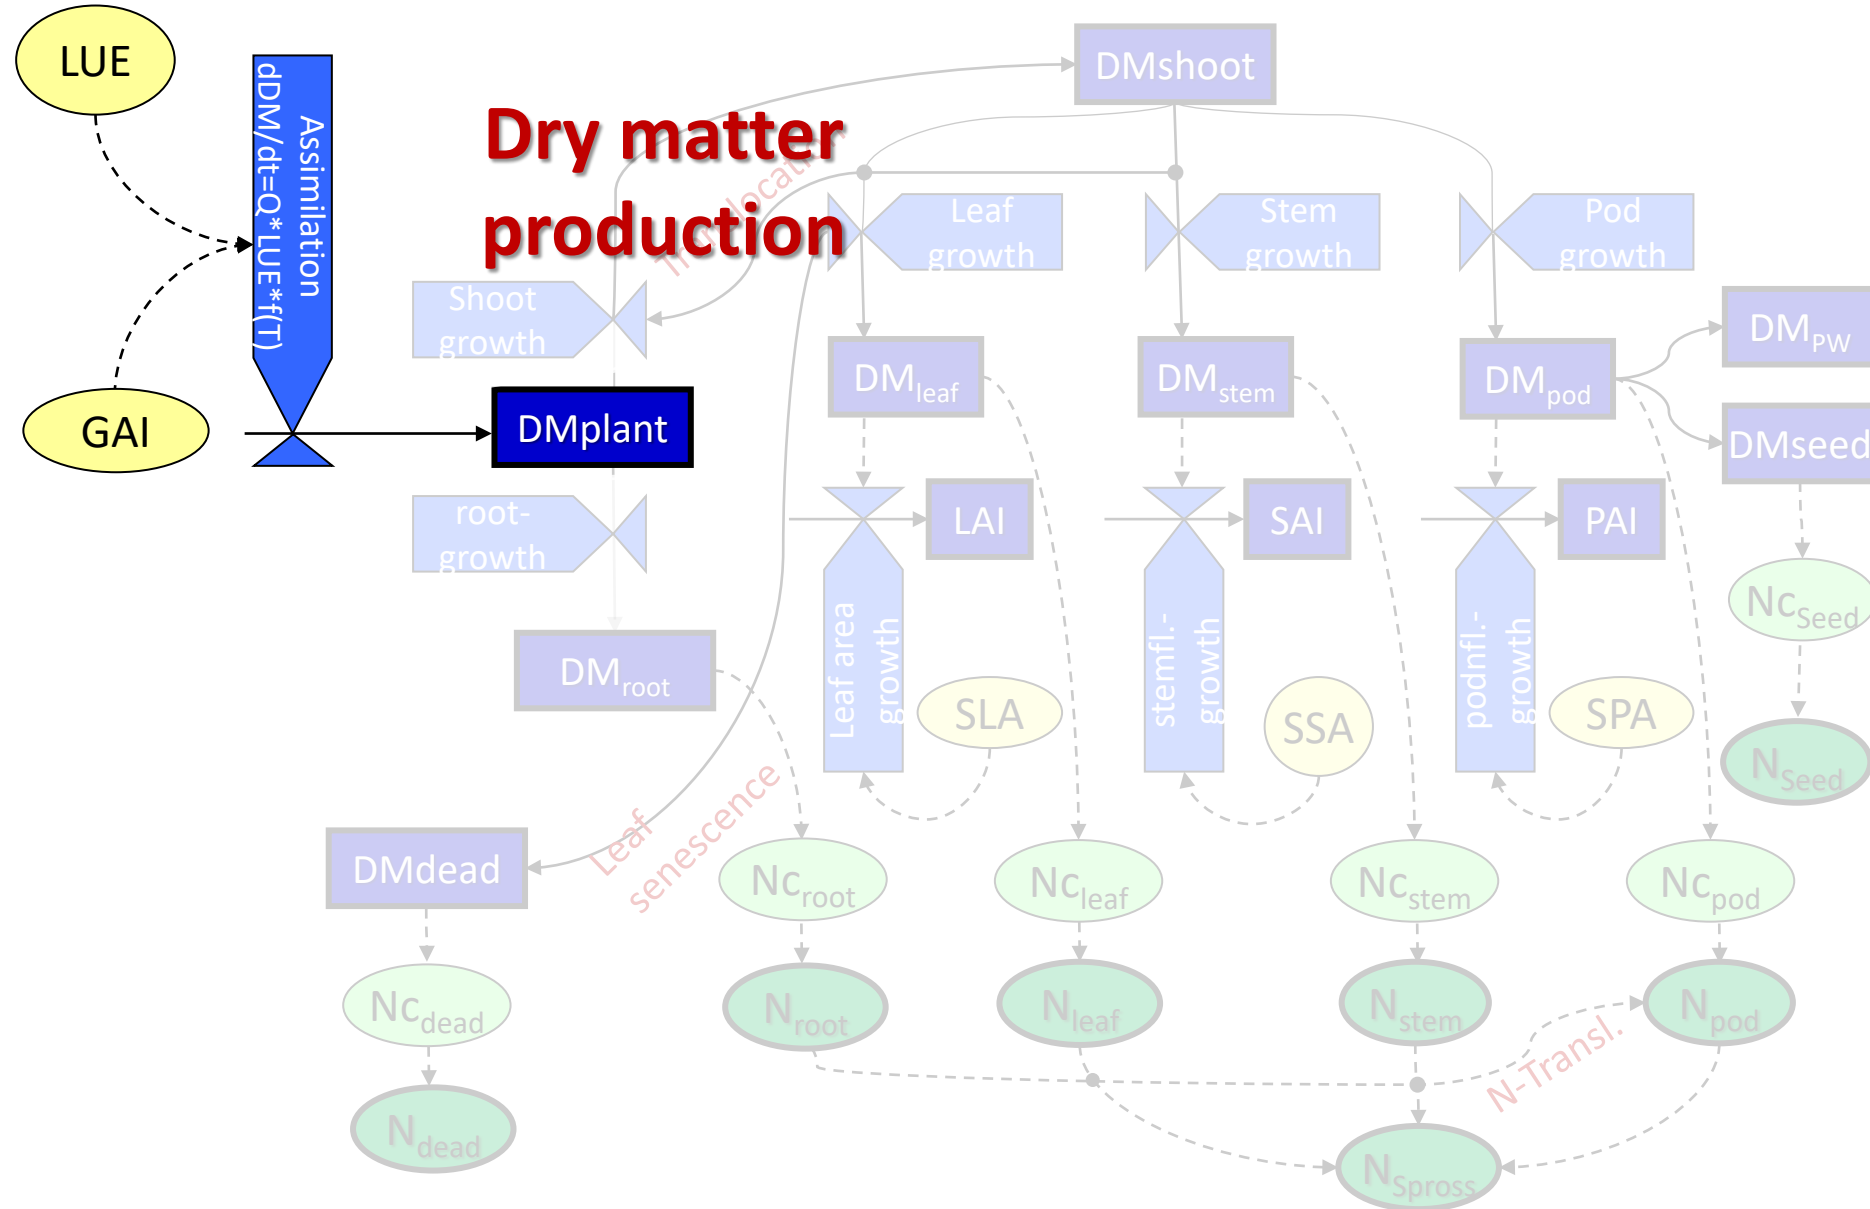 LUE
DMshoot
Assimilation
dDM/dt=Q*LUE*f(T)
Dry matter
production
Leaf
growth
Stem
growth
Pod
growth
Shoot
growth
DMplant
DMleaf
DMstem
DMpod
DMPW
GAI
DMseed
root-
growth
LAI
SAI
PAI
NcSeed
DMroot
Leaf area
growth
SLA
stemfl.-
growth
SSA
podnfl.-
growth
SPA
NSeed
Leaf
senescence
DMdead
Ncroot
Ncleaf
Ncstem
Ncpod
Ncdead
Nroot
Nleaf
Nstem
Npod
N-Transl.
Ndead
NSpross